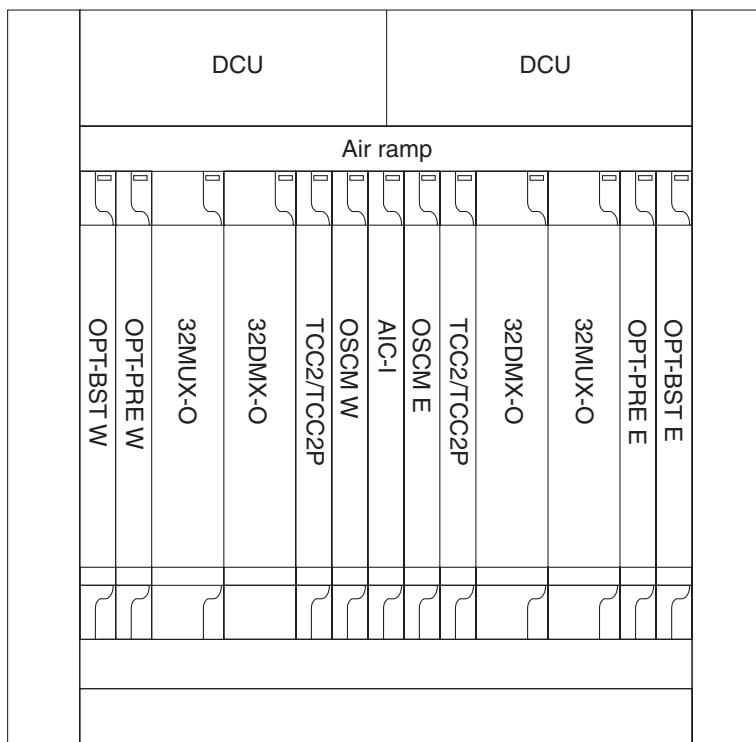 DCU
DCU
Air ramp
OPT-BST W
OPT-PRE W
32MUX-O
32DMX-O
TCC2/TCC2P
OSCM W
AIC-I
OSCM E
TCC2/TCC2P
32DMX-O
32MUX-O
OPT-PRE E
OPT-BST E